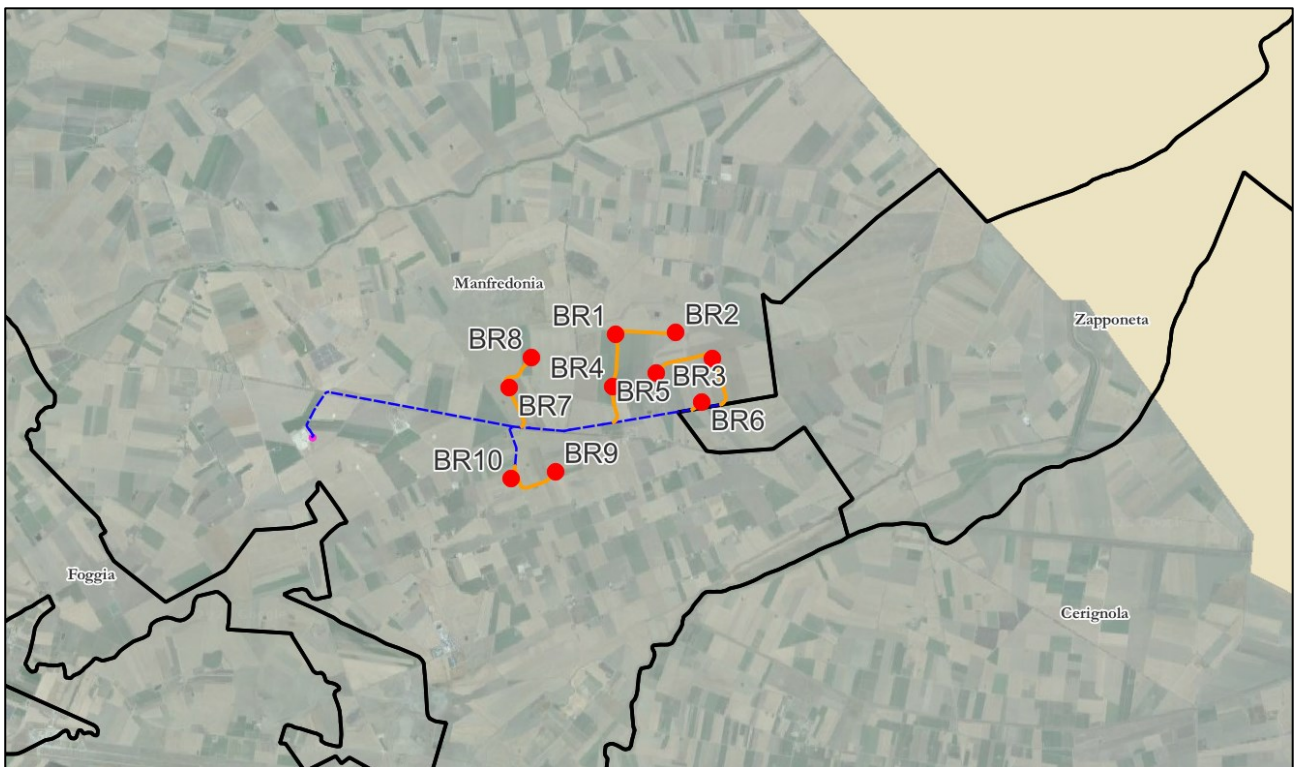 Manfredonia
BR1
BR2
Zapponeta
BR8
BR4
BR3
BR5
BR7
BR6
BR10
BR9
Foggia
Cerignola